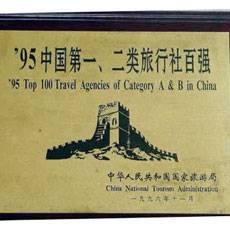 '95中国第一、二类旅行社百强
'95 Top 100 Travel Agencies of Category A & B in China
中华人民共和国国家旅游局
China National Tourism Administration
一九九六年十一月